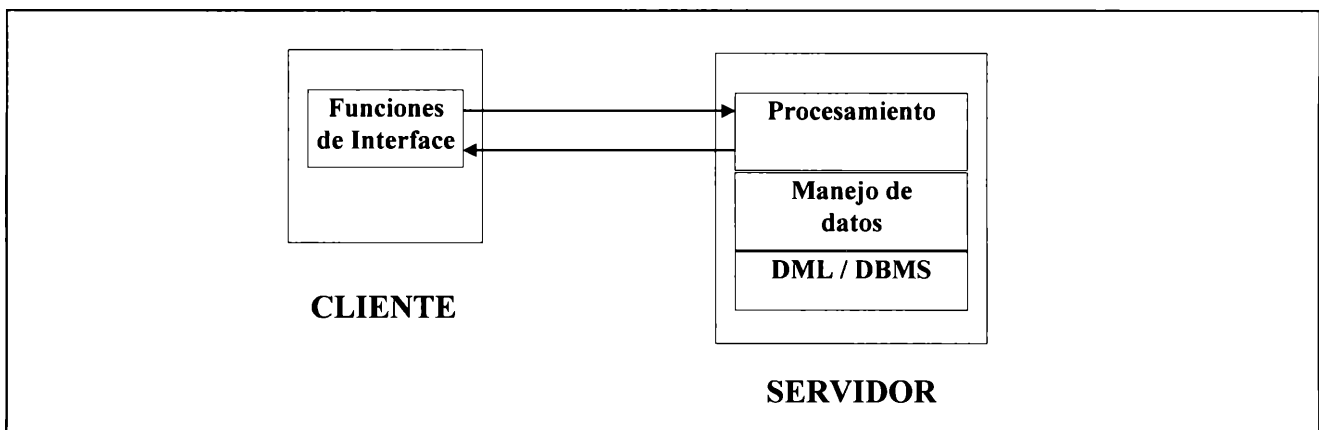 Funciones
de Interface
CLIENTE
Procesamiento
Manejo de
datos
DML / DBMS
SERVIDOR